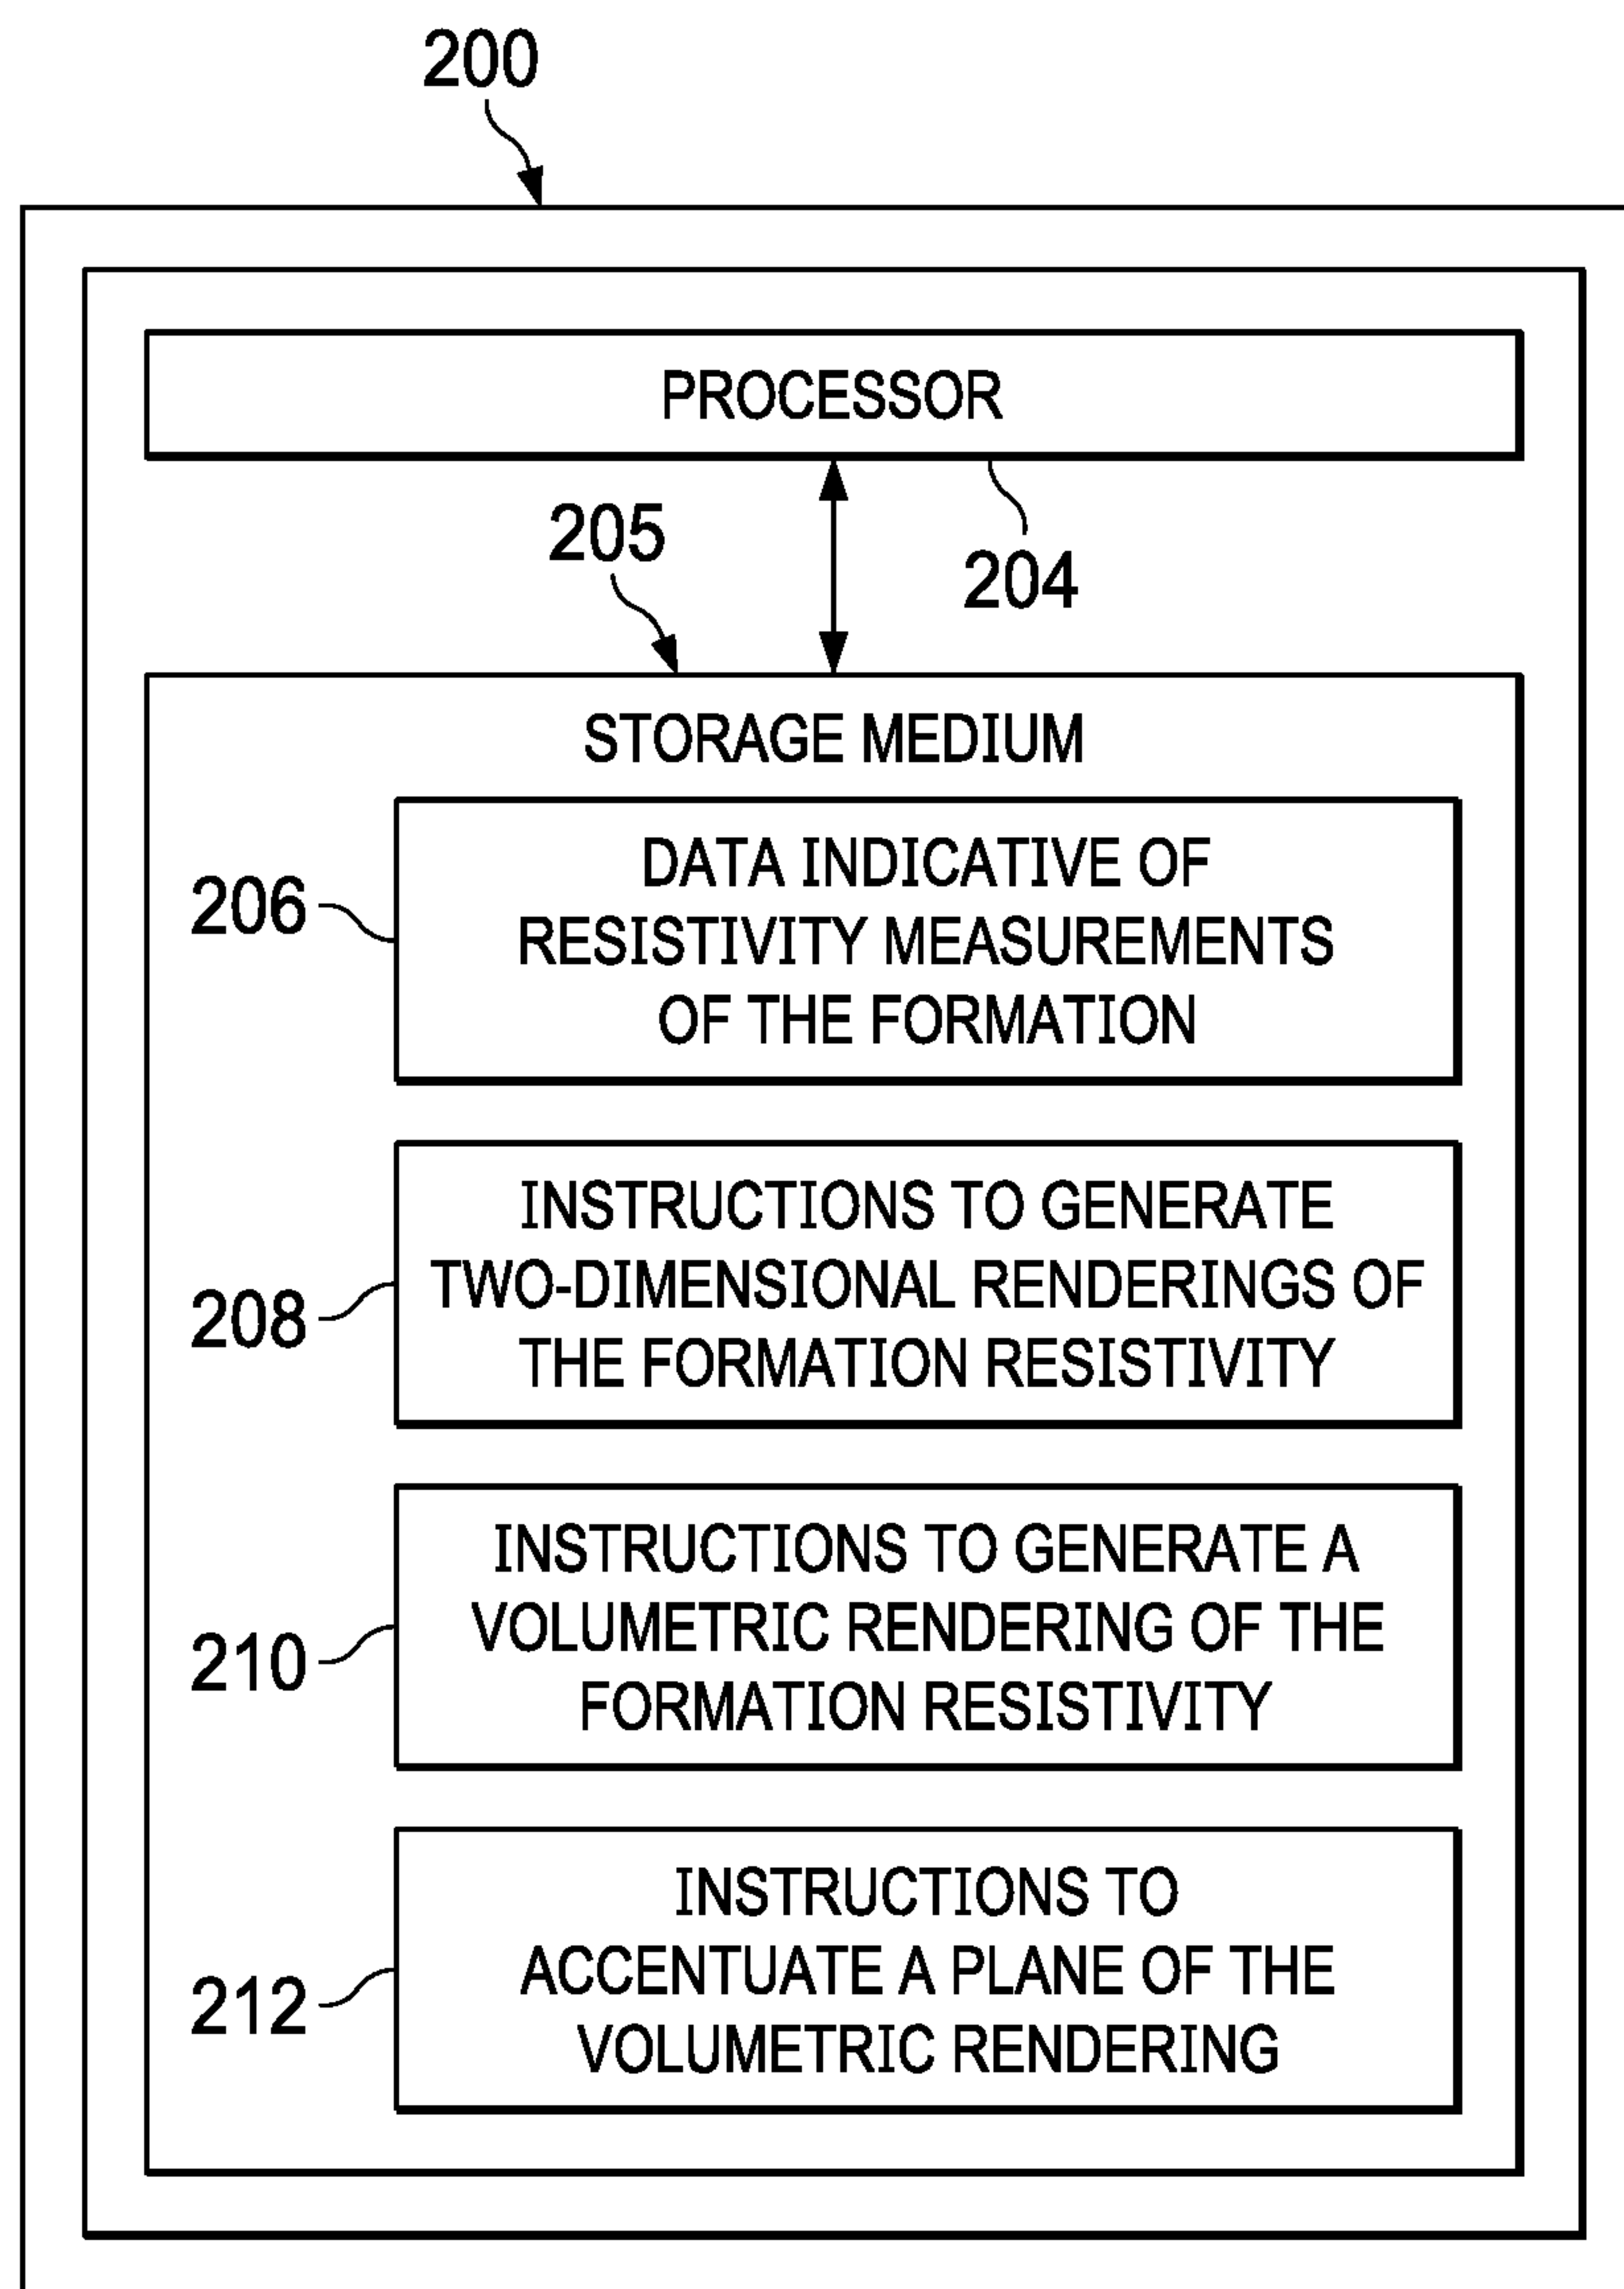 200
PROCESSOR
205
204
STORAGE MEDIUM
206
DATA INDICATIVE OF
RESISTIVITY MEASUREMENTS
OF THE FORMATION
208
INSTRUCTIONS TO GENERATE
TWO-DIMENSIONAL RENDERINGS OF
THE FORMATION RESISTIVITY
210
INSTRUCTIONS TO GENERATE A
VOLUMETRIC RENDERING OF THE
FORMATION RESISTIVITY
212
INSTRUCTIONS TO
ACCENTUATE A PLANE OF THE
VOLUMETRIC RENDERING